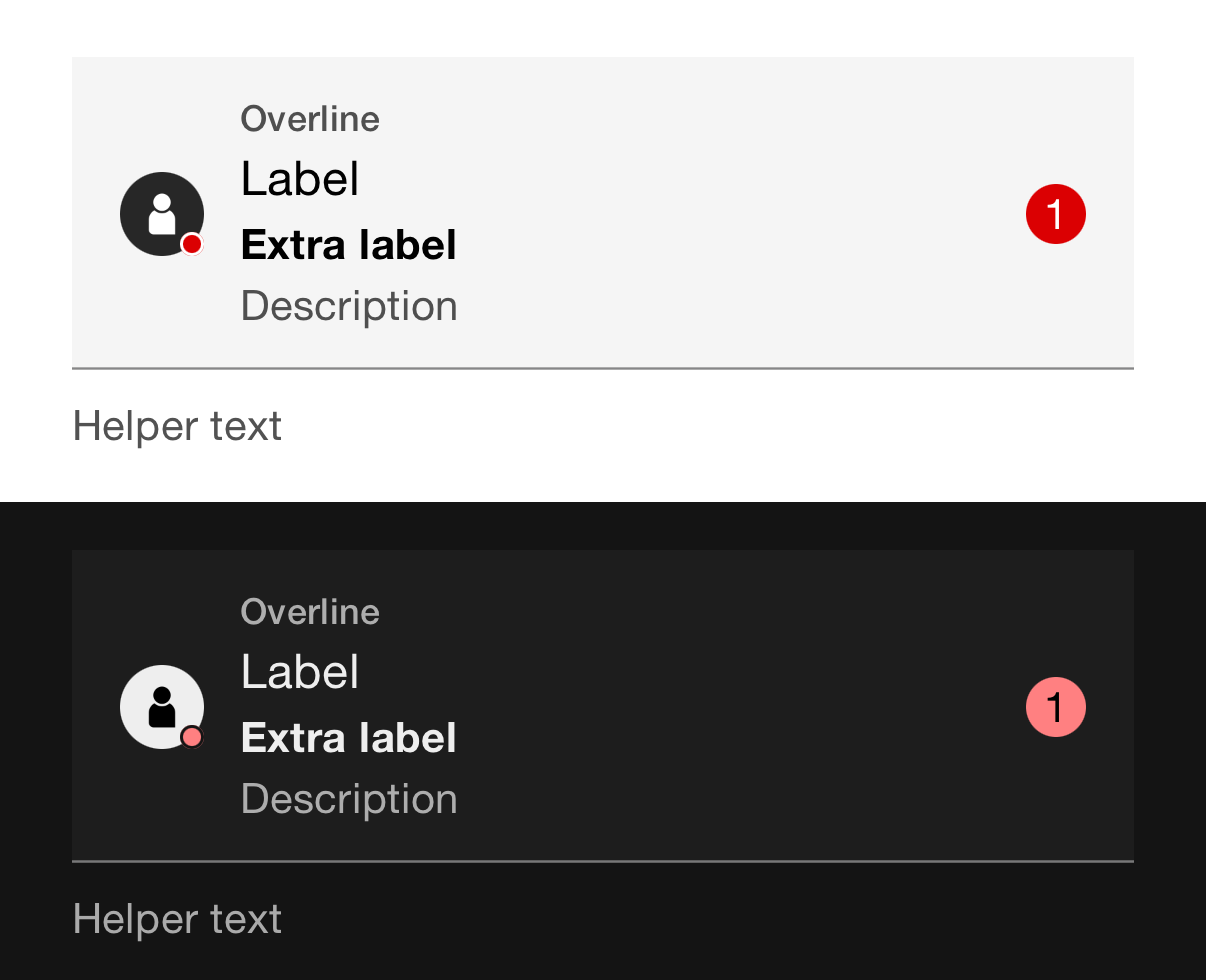 Overline
Label
Extra label
Description
1
Helper text
Overline
Label
Extra label
Description
1
Helper text